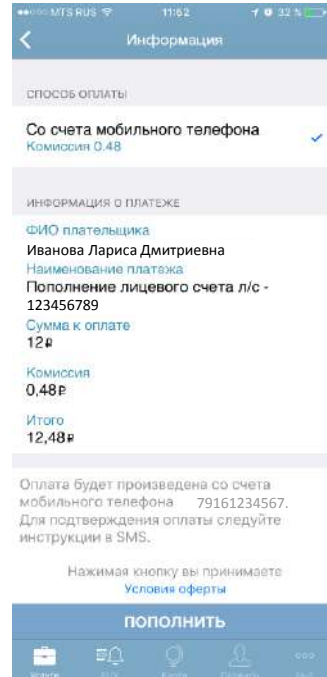 MTS RUS 11:52 32 %
Информация
СПОСОБ ОПЛАТЫ
Со счета мобильного телефона
Комиссия 0.48
ИНФОРМАЦИЯ О ПЛАТЕЖЕ
ФИО плательщика
Иванова Лариса Дмитриевна
Наименование платежа
Пополнение лицевого счета л/с -
123456789
Сумма к оплате
12₽
Комиссия
0,48₽
Итого
12,48₽
Оплата будет произведена со счета
мобильного телефона 79161234567.
Для подтверждения оплаты следуйте
инструкции в SMS.
Нажимая кнопку вы принимаете
Условия оферты
ПОПОЛНИТЬ